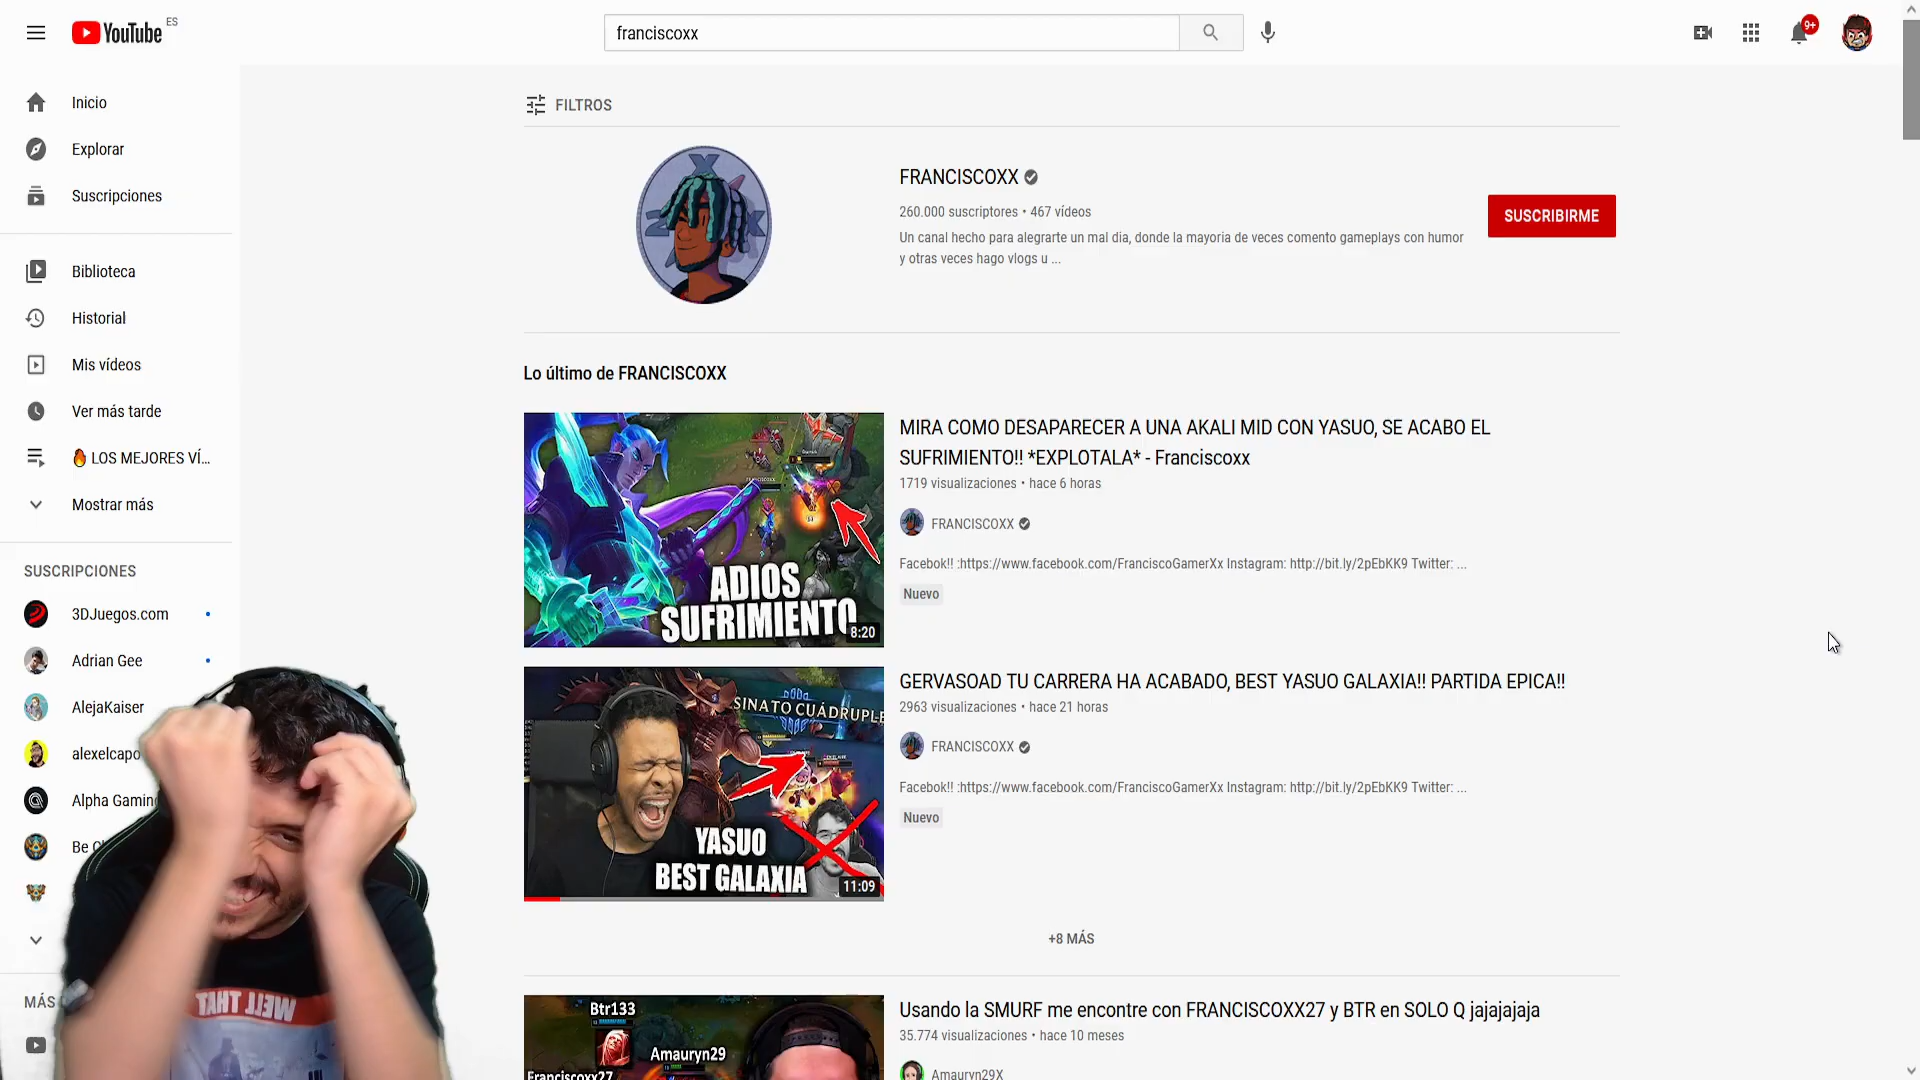 YouTube ES
franciscoxx
9+
Inicio
Explorar
Suscripciones
Biblioteca
Historial
Mis vídeos
Ver más tarde
🔥 LOS MEJORES VÍ...
Mostrar más
SUSCRIPCIONES
3DJuegos.com
Adrian Gee
AlejaKaiser
alexelcapo
Alpha Gamin
Be
MÁS
WELL THAT
FILTROS
FRANCISCOXX
260.000 suscriptores • 467 vídeos
Un canal hecho para alegrarte un mal dia, donde la mayoria de veces comento gameplays con humor
y otras veces hago vlogs u ...
SUSCRIBIRME
Lo último de FRANCISCOXX
ADIOS
SUFRIMIENTO
8:20
MIRA COMO DESAPARECER A UNA AKALI MID CON YASUO, SE ACABO EL
SUFRIMIENTO!! *EXPLOTALA* - Franciscoxx
1719 visualizaciones • hace 6 horas
FRANCISCOXX
Facebok!! :https://www.facebook.com/FranciscoGamerXx Instagram: http://bit.ly/2pEbKK9 Twitter: ...
Nuevo
SINATO CUÁDRUPLE
YASUO
BEST GALAXIA
11:09
GERVASOAD TU CARRERA HA ACABADO, BEST YASUO GALAXIA!! PARTIDA EPICA!!
2963 visualizaciones • hace 21 horas
FRANCISCOXX
Facebok!! :https://www.facebook.com/FranciscoGamerXx Instagram: http://bit.ly/2pEbKK9 Twitter: ...
Nuevo
+8 MÁS
Btr133
Amauryn29
Franciscoxx27
Usando la SMURF me encontre con FRANCISCOXX27 y BTR en SOLO Q jajajajaja
35.774 visualizaciones • hace 10 meses
Amauryn29X